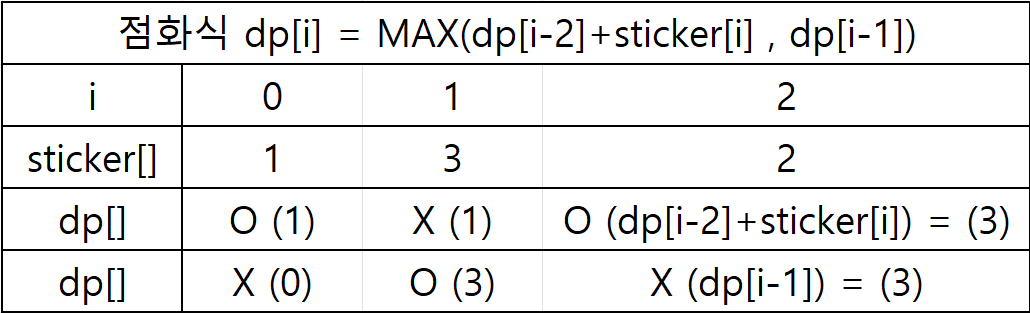 점화식 dp[i] = MAX(dp[i-2]+sticker[i] , dp[i-1])
i 0 1 2
sticker[] 1 3 2
dp[] O (1) X (1) O (dp[i-2]+sticker[i]) = (3)
dp[] X (0) O (3) X (dp[i-1]) = (3)